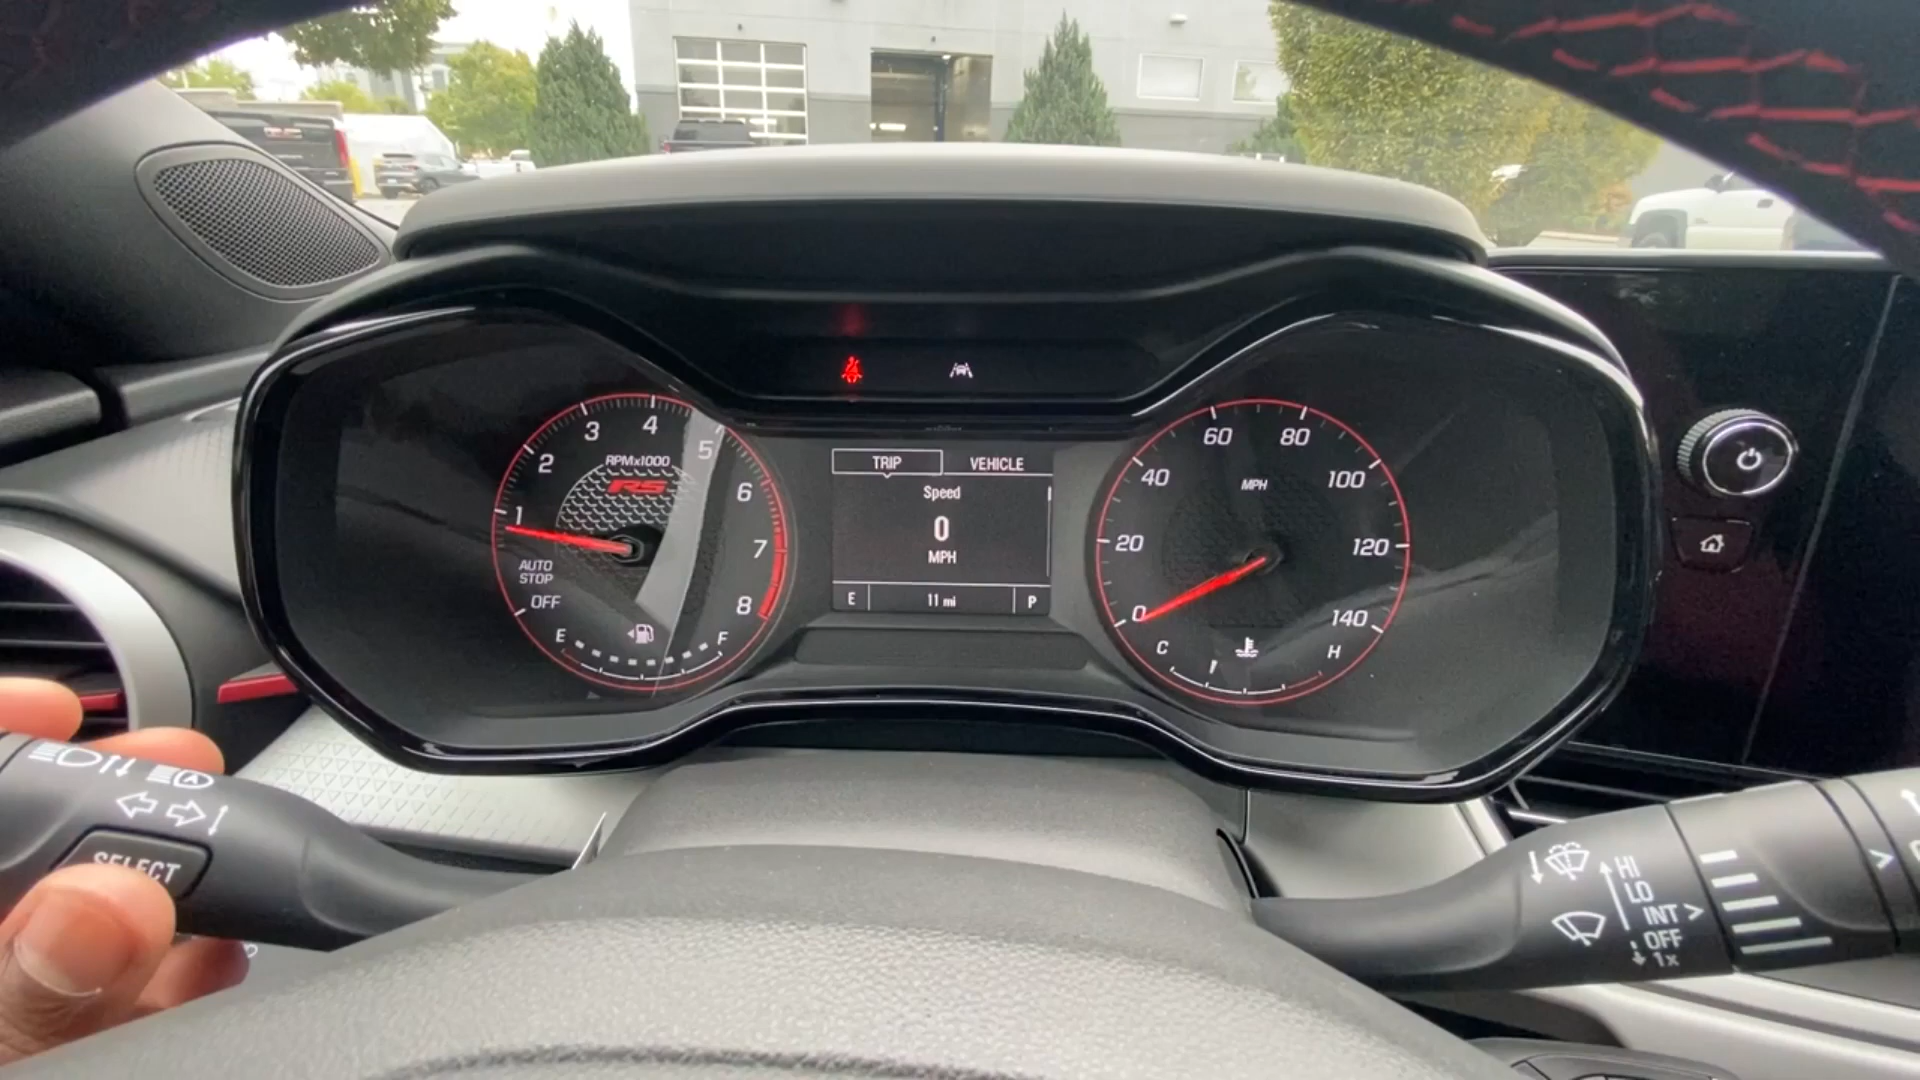 1
2
3
4
5
6
7
8
RPMx1000
RS
AUTO
STOP
OFF
E
F
TRIP VEHICLE
Speed
0
MPH
E 11 mi P
0
20
40
60
80
100
120
140
MPH
C
H
A
SELECT
HI
LO
INT >
OFF
1x